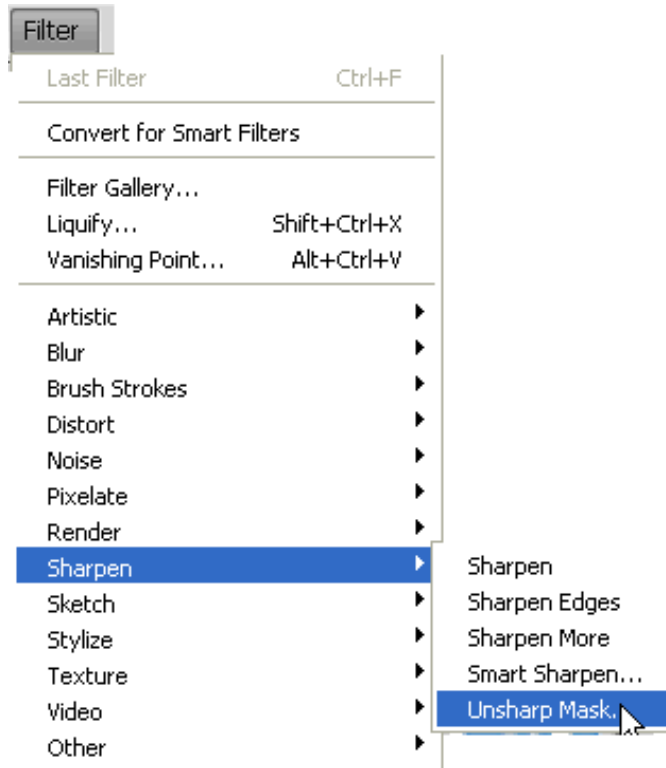 Filter
Last Filter Ctrl+F
Convert for Smart Filters
Filter Gallery...
Liquify... Shift+Ctrl+X
Vanishing Point... Alt+Ctrl+V
Artistic
Blur
Brush Strokes
Distort
Noise
Pixelate
Render
Sharpen
Sketch
Stylize
Texture
Video
Other
Sharpen
Sharpen Edges
Sharpen More
Smart Sharpen...
Unsharp Mask.